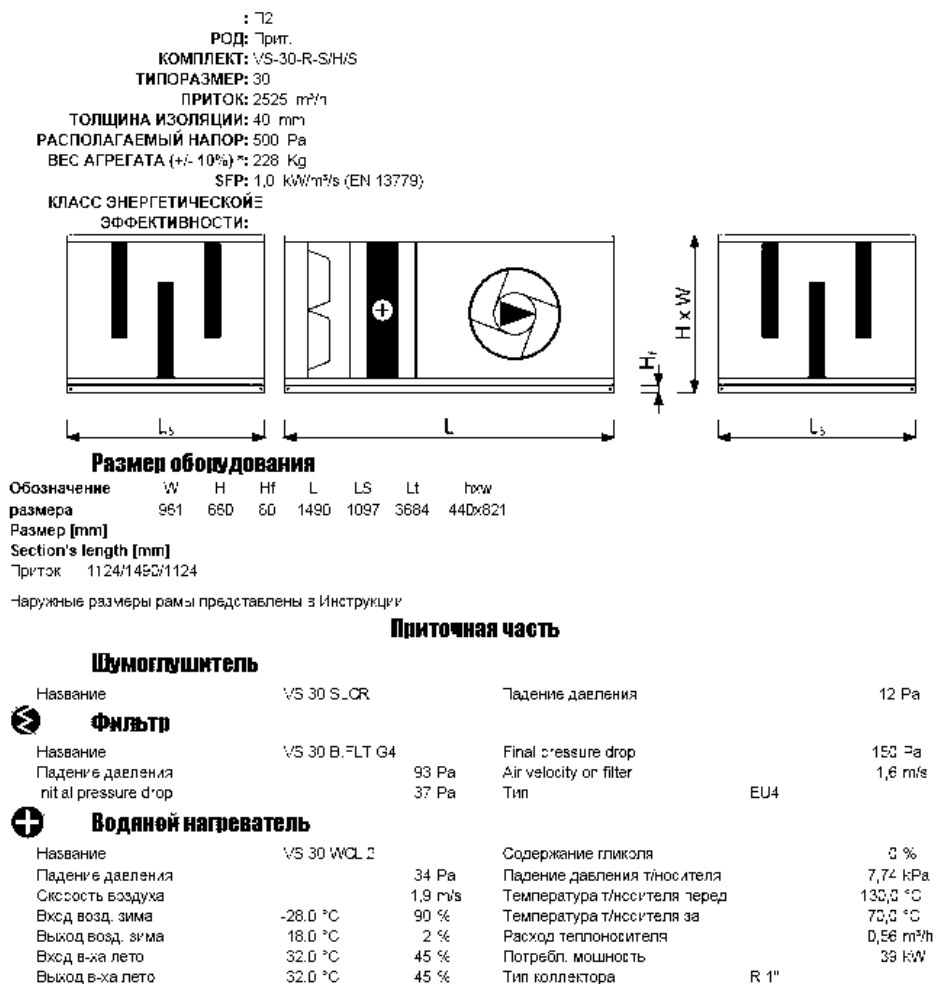 : П2
РОД: Прит.
КОМПЛЕКТ: VS-30-R-S/H/S
ТИПОРАЗМЕР: 30
ПРИТОК: 2525 m³/h
ТОЛЩИНА ИЗОЛЯЦИИ: 40 mm
РАСПОЛАГАЕМЫЙ НАПОР: 500 Pa
ВЕС АГРЕГАТА (+/- 10%) *: 228 Kg
SFP: 1,0 kW/m³/s (EN 13779)
КЛАСС ЭНЕРГЕТИЧЕСКОЙ E
ЭФФЕКТИВНОСТИ:
H x W
Hf
Ls L Ls
Размер оборудования
Обозначение W H Hf L LS Lt hxw
размера 961 660 60 1490 1097 3684 440x821
Размер [mm]
Section's length [mm]
Приток 1124/1490/1124
Наружные размеры рамы представлены в Инструкции
Приточная часть
Шумоглушитель
Название VS 30 SLCR Падение давления 12 Pa
Фильтр
Название VS 30 B.FLT G4 Final pressure drop 150 Pa
Падение давления 93 Pa Air velocity on filter 1,6 m/s
Initial pressure drop 37 Pa Тип EU4
Водяной нагреватель
Название VS 30 WCL 2 Содержание гликоля 0 %
Падение давления 34 Pa Падение давления т/носителя 7,74 kPa
Скорость воздуха 1,9 m/s Температура т/носителя перед 130,0 °C
Вход возд. зима -28.0 °C 90 % Температура т/носителя за 70,0 °C
Выход возд. зима 18.0 °C 2 % Расход теплоносителя 0,56 m³/h
Вход в-ха лето 32.0 °C 45 % Потребл. мощность 39 kW
Выход в-ха лето 32.0 °C 45 % Тип коллектора R 1"